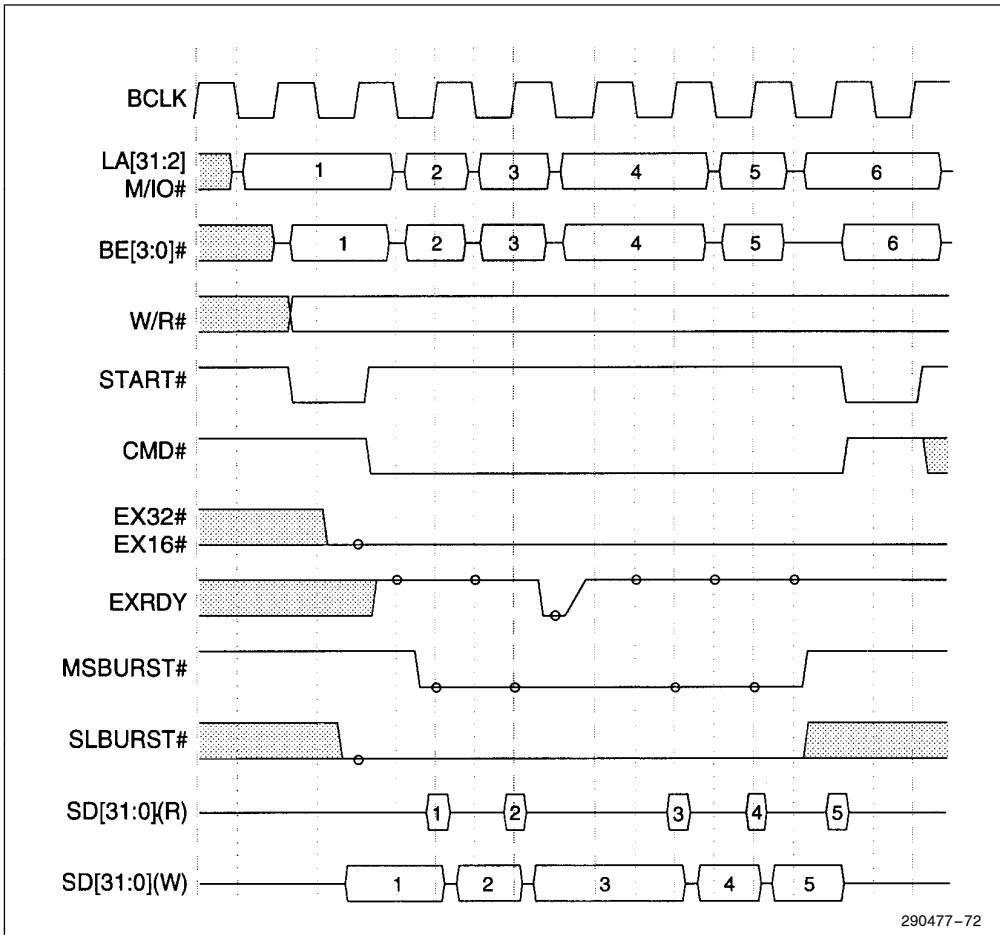 BCLK
LA[31:2]
M/IO#
1 2 3 4 5 6
BE[3:0]#
1 2 3 4 5 6
W/R#
START#
CMD#
EX32#
EX16#
EXRDY
MSBURST#
SLBURST#
SD[31:0](R)
1 2 3 4 5
SD[31:0](W)
1 2 3 4 5
290477-72